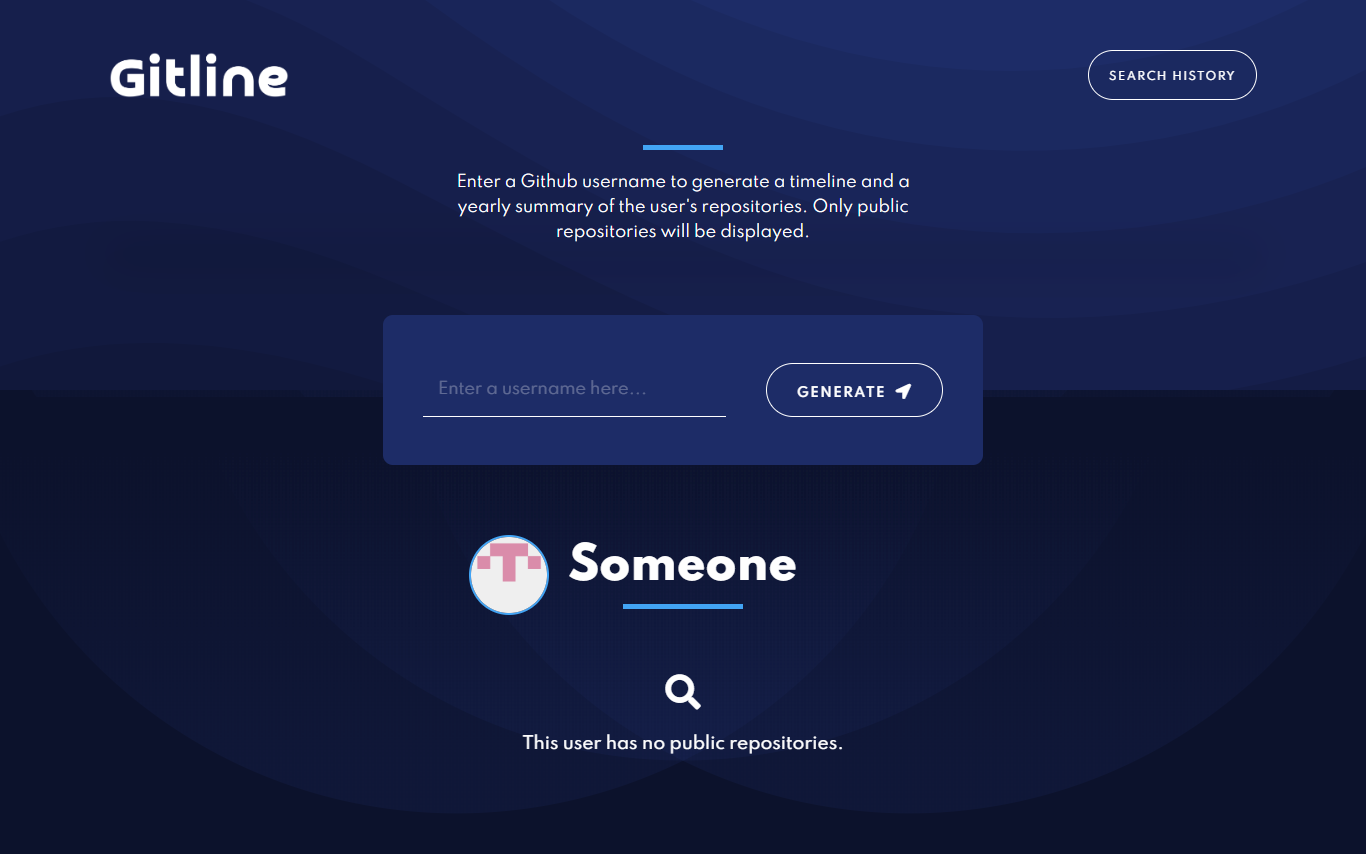 Gitline
SEARCH HISTORY
Enter a Github username to generate a timeline and a
yearly summary of the user's repositories. Only public
repositories will be displayed.
Enter a username here...
GENERATE
Someone
This user has no public repositories.